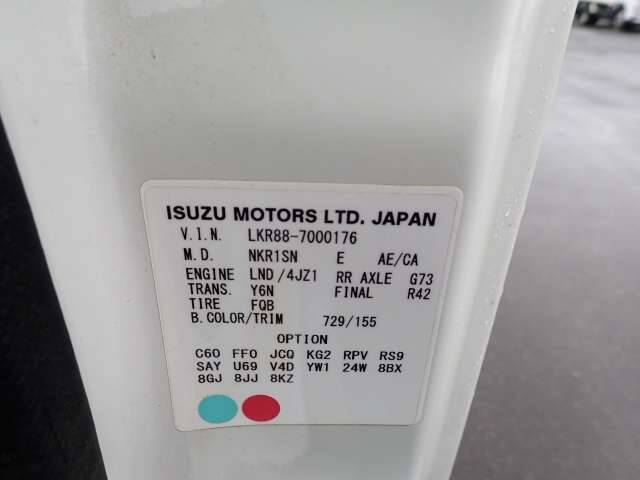 ISUZU MOTORS LTD. JAPAN
V.I.N. LKR88-7000176
M.D. NKR1SN E AE/CA
ENGINE LND/4JZ1 RR AXLE G73
TRANS. Y6N FINAL R42
TIRE FQB
B.COLOR/TRIM 729/155
OPTION
C60 FF0 JCQ KG2 RPV RS9
SAY U69 V4D YW1 24W 8BX
8GJ 8JJ 8KZ